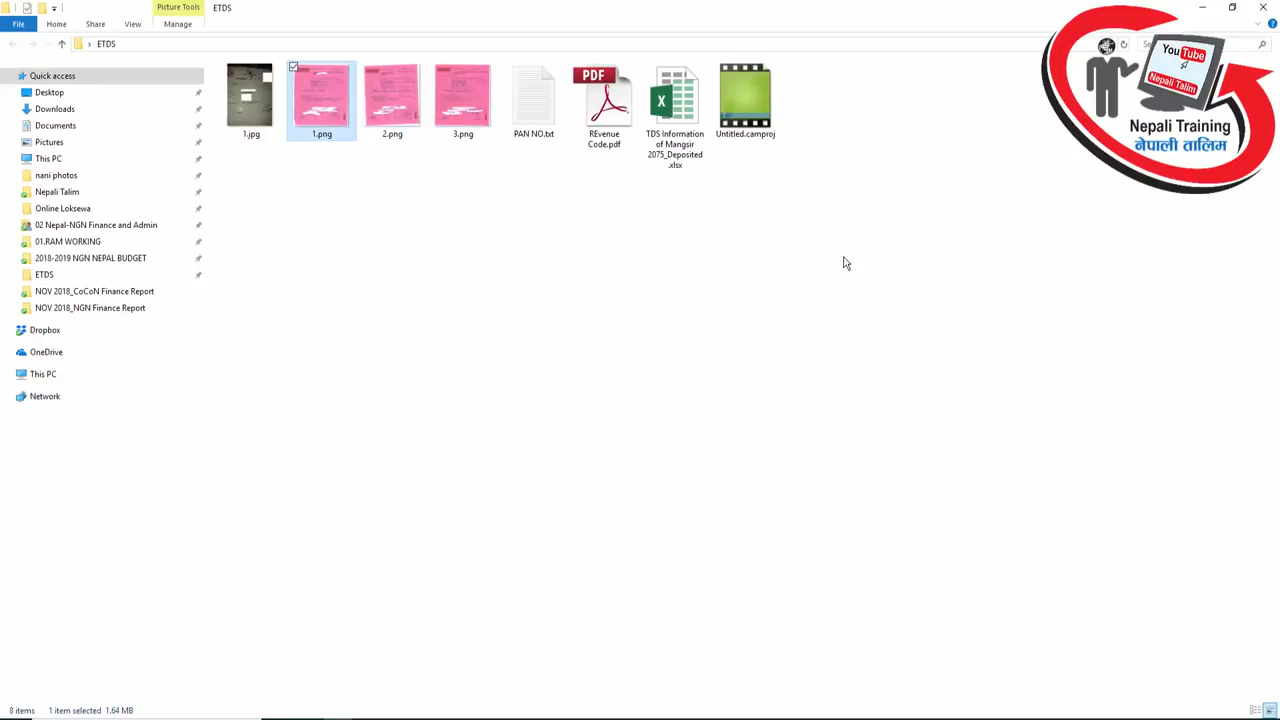 Picture Tools
ETDS
File
Home
Share
View
Manage
ETDS
Quick access
Desktop
Downloads
Documents
Pictures
This PC
nani photos
Nepali Talim
Online Loksewa
02 Nepal-NGN Finance and Admin
01.RAM WORKING
2018-2019 NGN NEPAL BUDGET
ETDS
NOV 2018_CoCoN Finance Report
NOV 2018_NGN Finance Report
Dropbox
OneDrive
This PC
Network
1.jpg
1.png
2.png
3.png
PAN NO.txt
PDF
REvenue
Code.pdf
TDS Information
of Mangsir
2075_Deposited
.xlsx
Untitled.camproj
You Tube
Nepali Talim
Nepali Training
नेपाली तालिम
8 items
1 item selected 1.64 MB